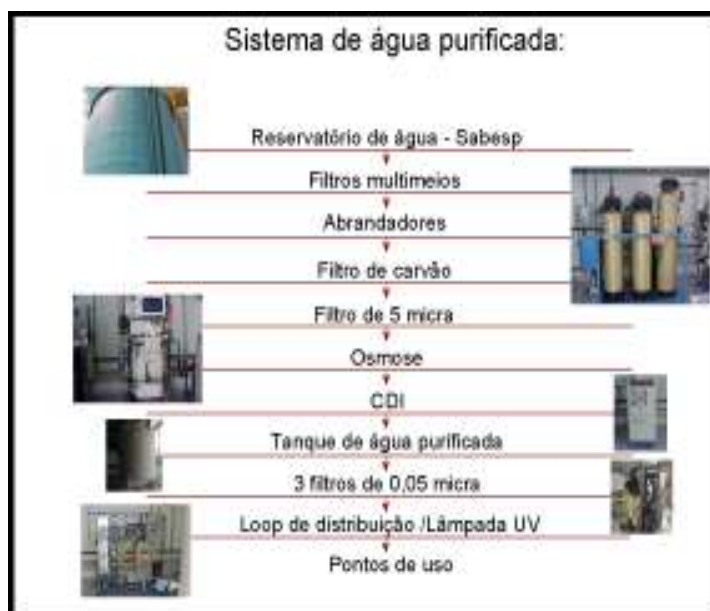 Sistema de água purificada:
Reservatório de água - Sabesp
Filtros multimeios
Abrandadores
Filtro de carvão
Filtro de 5 micra
Osmose
CDI
Tanque de água purificada
3 filtros de 0,05 micra
Loop de distribuição /Lâmpada UV
Pontos de uso